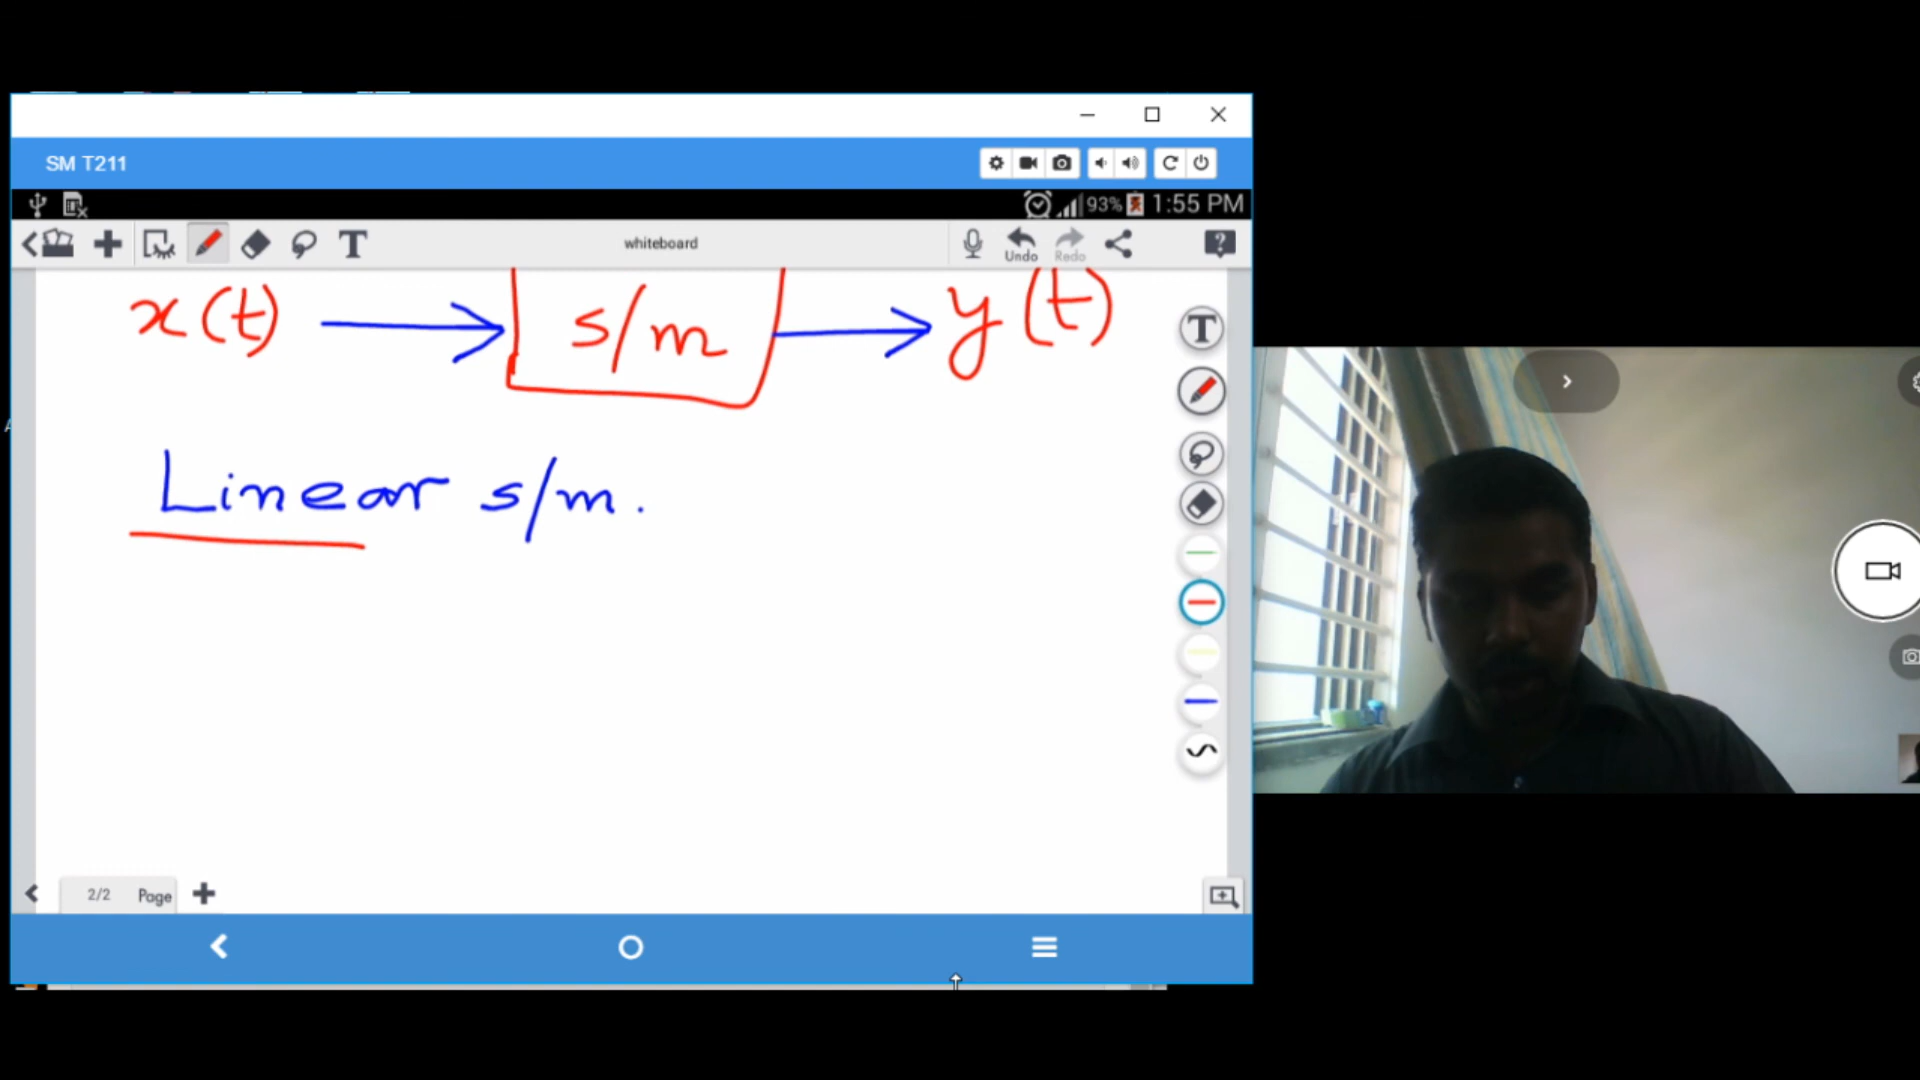 SM T211
93% 1:55 PM
whiteboard
Undo Redo
x(t) s/m y(t)
Linear s/m.
2/2 Page